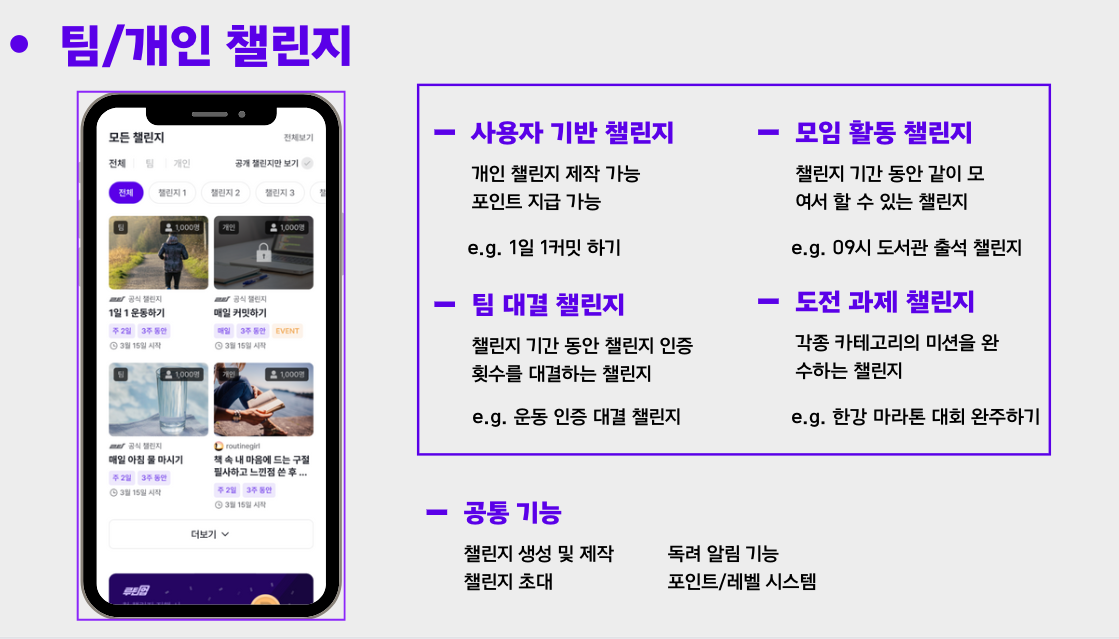 팀/개인 챌린지
모든 챌린지 전체보기
전체 팀 개인 공개 챌린지만 보기
전체 챌린지 1 챌린지 2 챌린지 3 챌
팀 1,000명 개인 1,000명
공식 챌린지 공식 챌린지
1일 1 운동하기 매일 커밋하기
주 2일 3주 동안 매일 3주 동안 EVENT
3월 15일 시작 3월 15일 시작
팀 1,000명 개인 1,000명
공식 챌린지 routinegirl
매일 아침 물 마시기 책 속 내 마음에 드는 구절
필사하고 느낀점 쓴 후 ...
주 2일 3주 동안 주 2일 3주 동안
3월 15일 시작 3월 15일 시작
더보기
루틴업
사용자 기반 챌린지
개인 챌린지 제작 가능
포인트 지급 가능
e.g. 1일 1커밋 하기
모임 활동 챌린지
챌린지 기간 동안 같이 모
여서 할 수 있는 챌린지
e.g. 09시 도서관 출석 챌린지
팀 대결 챌린지
챌린지 기간 동안 챌린지 인증
횟수를 대결하는 챌린지
e.g. 운동 인증 대결 챌린지
도전 과제 챌린지
각종 카테고리의 미션을 완
수하는 챌린지
e.g. 한강 마라톤 대회 완주하기
공통 기능
챌린지 생성 및 제작 독려 알림 기능
챌린지 초대 포인트/레벨 시스템